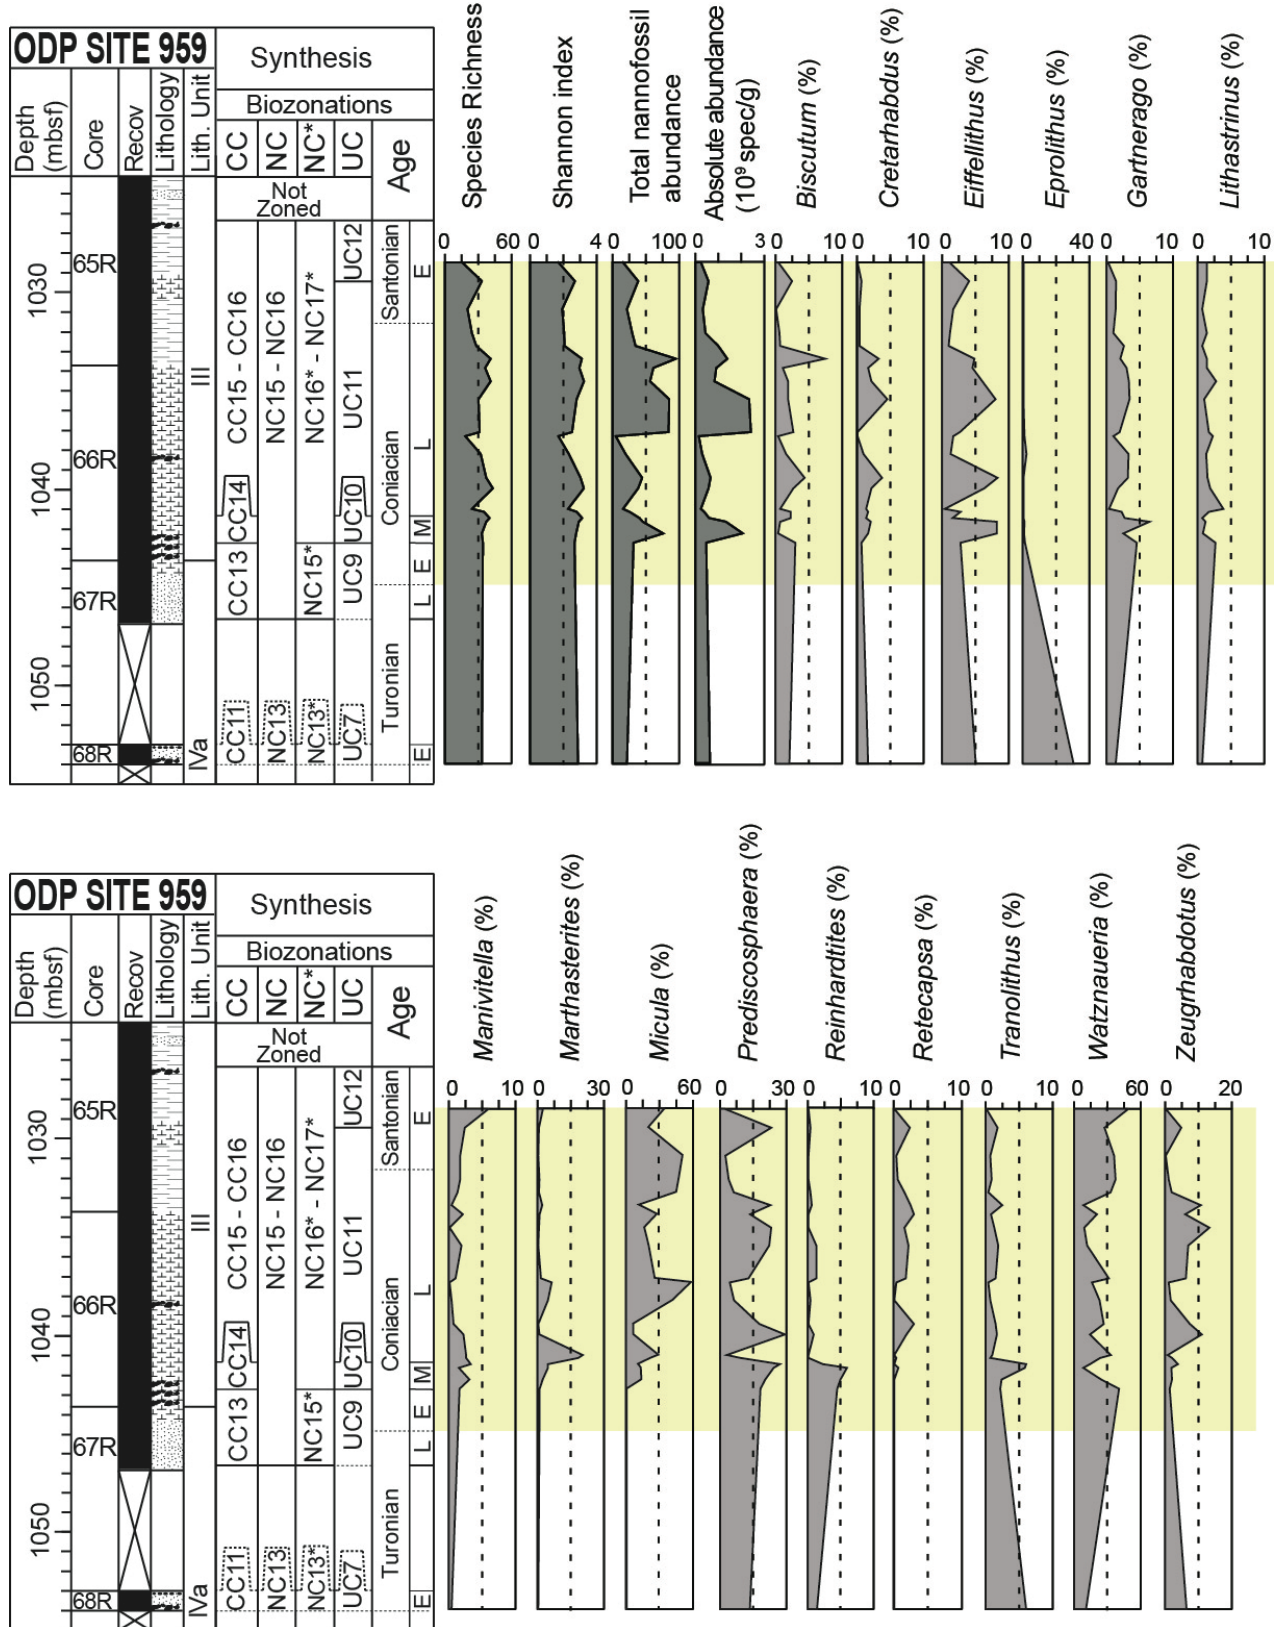 ODP SITE 959
Synthesis
Biozonations
Depth
(mbsf)
Core
Recov
Lithology
Lith. Unit
CC
NC
NC*
UC
Age
Not
Zoned
1030
1040
1050
65R
66R
67R
68R
III
IVa
CC15 - CC16
CC14
CC13
CC11
NC15 - NC16
NC13
NC16* - NC17*
NC15*
NC13*
UC12
UC11
UC10
UC9
UC7
Santonian
Coniacian
Turonian
E
L
M
E
L
E
Species Richness
Shannon index
Total nannofossil
abundance
Absolute abundance
(10⁹ spec/g)
Biscutum (%)
Cretarhabdus (%)
Eiffellithus (%)
Eprolithus (%)
Gartnerago (%)
Lithastrinus (%)
0 60
0 4
0 100
0 3
0 10
0 10
0 10
0 40
0 10
0 10
ODP SITE 959
Synthesis
Biozonations
Depth
(mbsf)
Core
Recov
Lithology
Lith. Unit
CC
NC
NC*
UC
Age
Not
Zoned
1030
1040
1050
65R
66R
67R
68R
III
IVa
CC15 - CC16
CC14
CC13
CC11
NC15 - NC16
NC13
NC16* - NC17*
NC15*
NC13*
UC12
UC11
UC10
UC9
UC7
Santonian
Coniacian
Turonian
E
L
M
E
L
E
Manivitella (%)
Marthasterites (%)
Micula (%)
Prediscosphaera (%)
Reinhardtites (%)
Retecapsa (%)
Tranolithus (%)
Watznaueria (%)
Zeugrhabdotus (%)
0 10
0 30
0 60
0 30
0 10
0 10
0 10
0 60
0 20